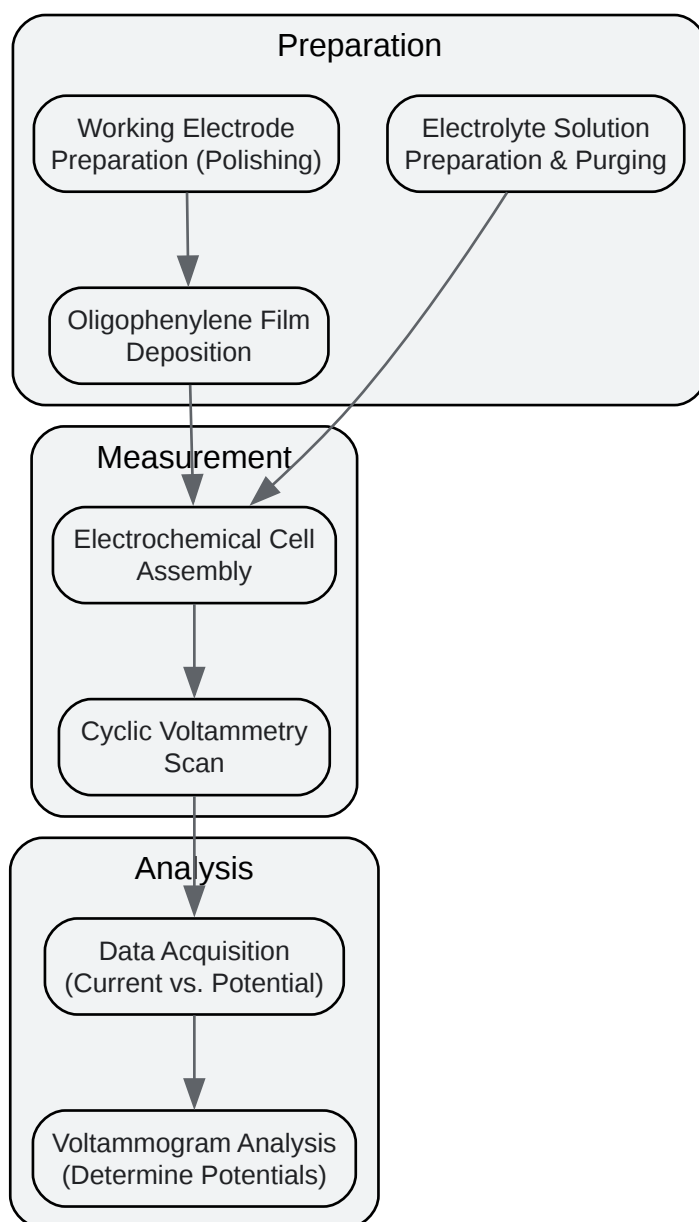 Preparation
Working Electrode
Preparation (Polishing)
Electrolyte Solution
Preparation & Purging
Oligophenylene Film
Deposition
Measurement
Electrochemical Cell
Assembly
Cyclic Voltammetry
Scan
Analysis
Data Acquisition
(Current vs. Potential)
Voltammogram Analysis
(Determine Potentials)